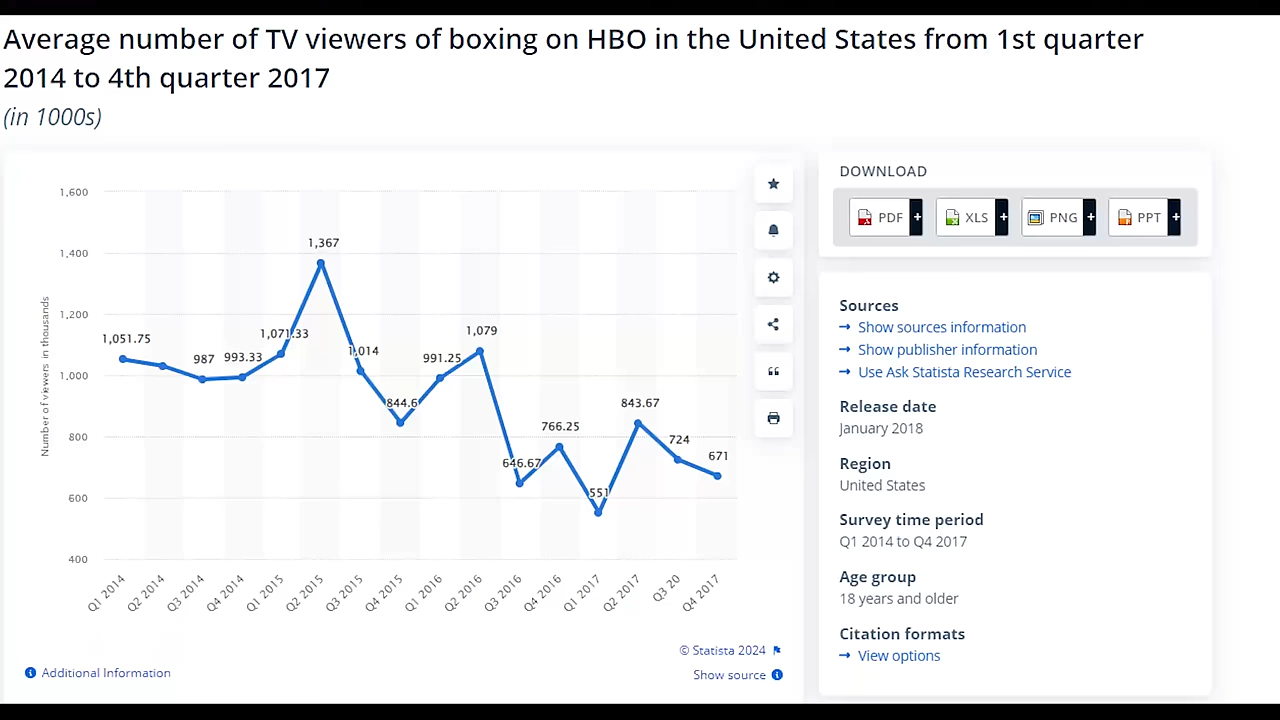 Average number of TV viewers of boxing on HBO in the United States from 1st quarter
2014 to 4th quarter 2017
(in 1000s)
Number of viewers in thousands
1,600
1,400
1,200
1,000
800
600
400
1,051.75
987
993.33
1,071.33
1,367
1,014
844.6
991.25
1,079
646.67
766.25
551
843.67
724
671
Q1 2014
Q2 2014
Q3 2014
Q4 2014
Q1 2015
Q2 2015
Q3 2015
Q4 2015
Q1 2016
Q2 2016
Q3 2016
Q4 2016
Q1 2017
Q2 2017
Q3 20
Q4 2017
Additional Information
© Statista 2024
Show source
DOWNLOAD
PDF + XLS + PNG + PPT +
Sources
→ Show sources information
→ Show publisher information
→ Use Ask Statista Research Service
Release date
January 2018
Region
United States
Survey time period
Q1 2014 to Q4 2017
Age group
18 years and older
Citation formats
→ View options